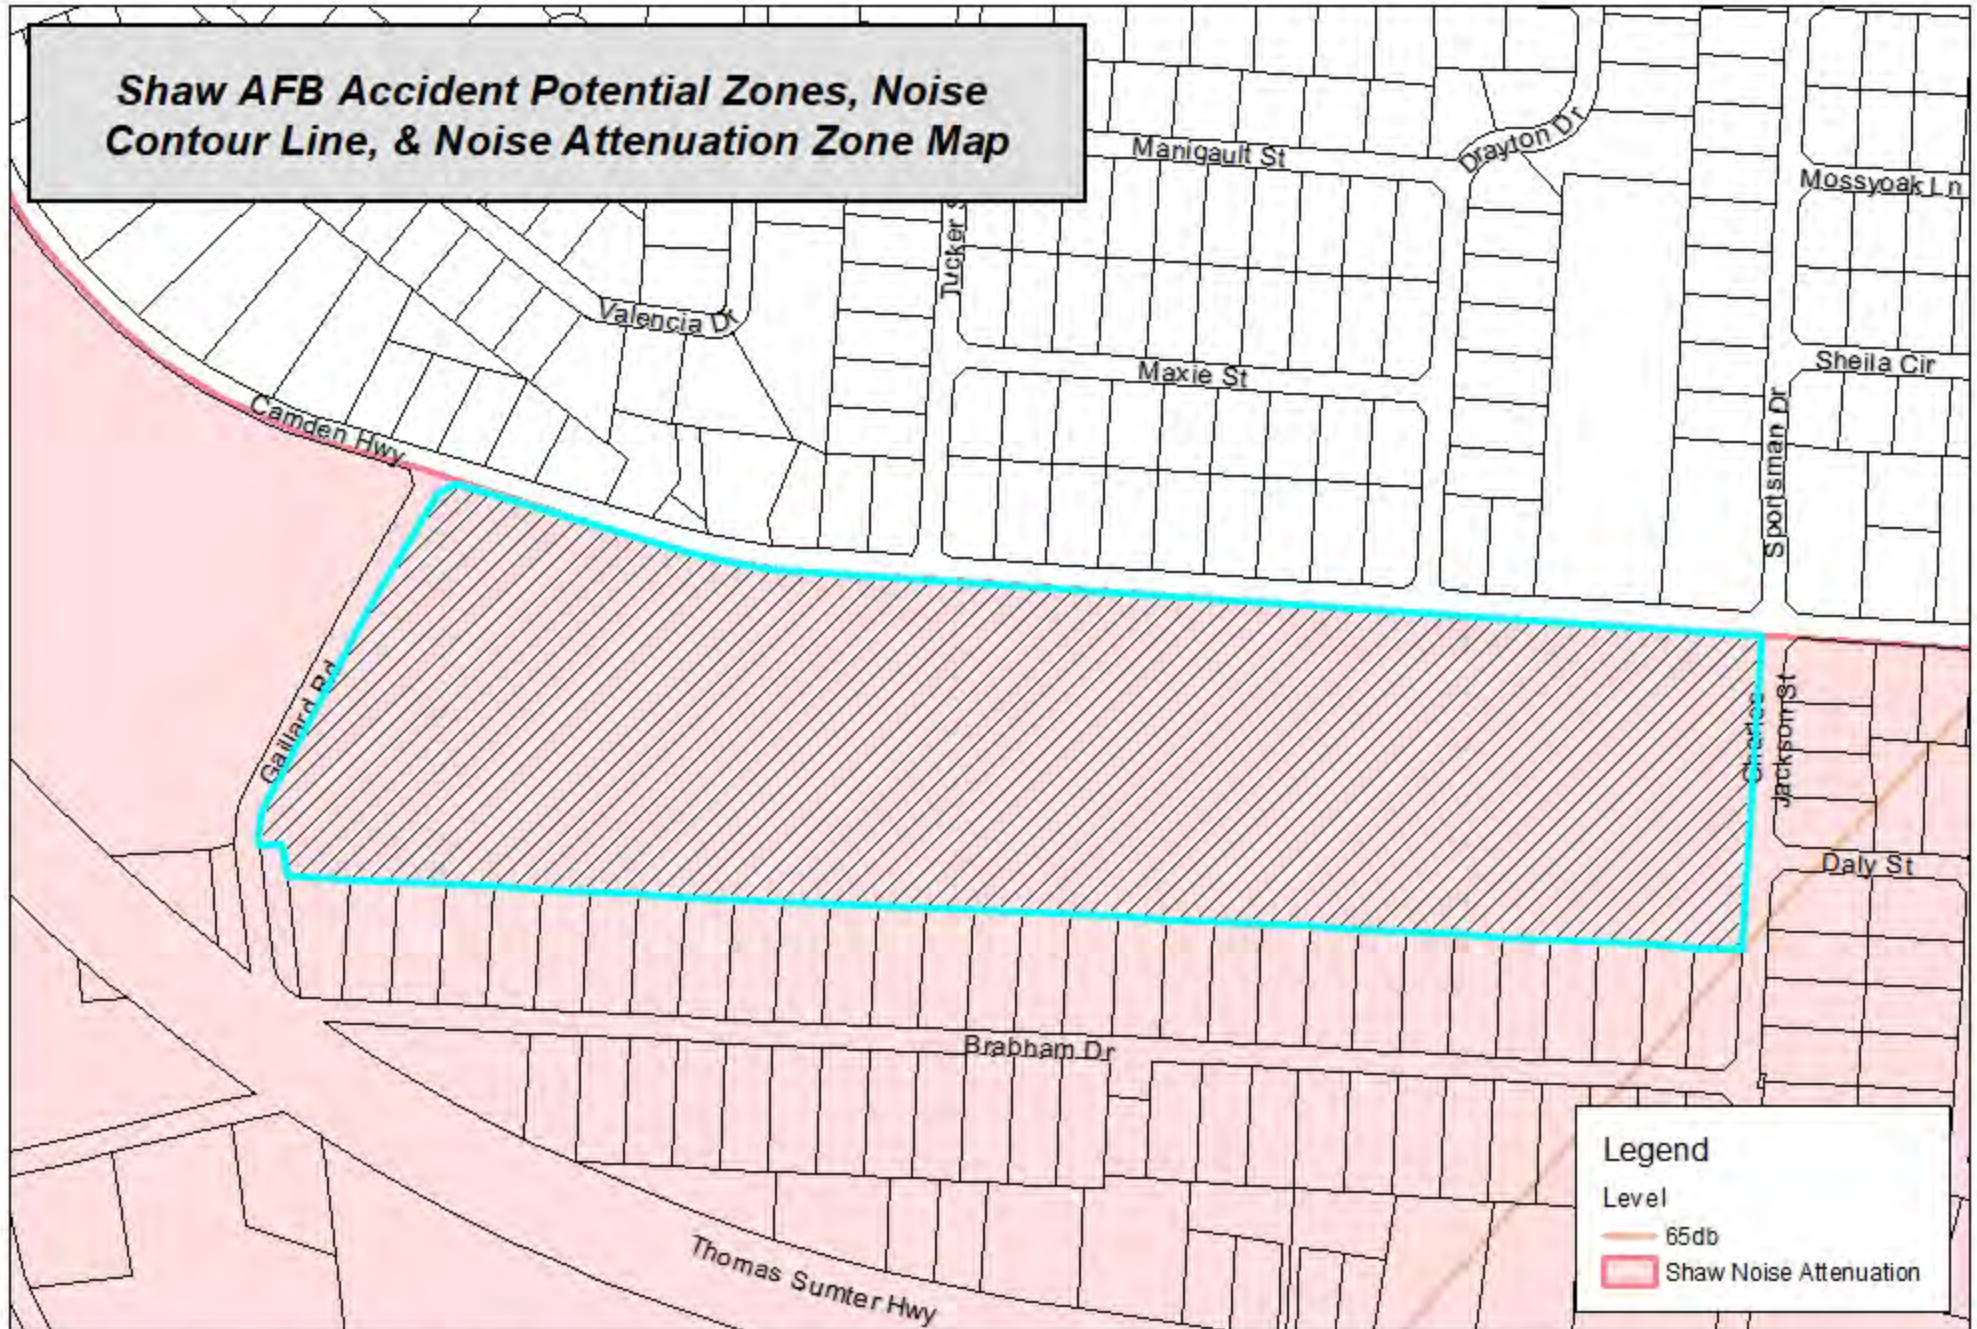 Shaw AFB Accident Potential Zones, Noise
Contour Line, & Noise Attenuation Zone Map
Manigault St
Drayton Dr
Mossyoak Ln
Tucker
Valencia Dr
Maxie St
Sheila Cir
Camden Hwy
Sportsman Dr
Gaillard Rd
Charles
Jackson St
Daly St
Brabham Dr
Thomas Sumter Hwy
Legend
Level
65db
Shaw Noise Attenuation